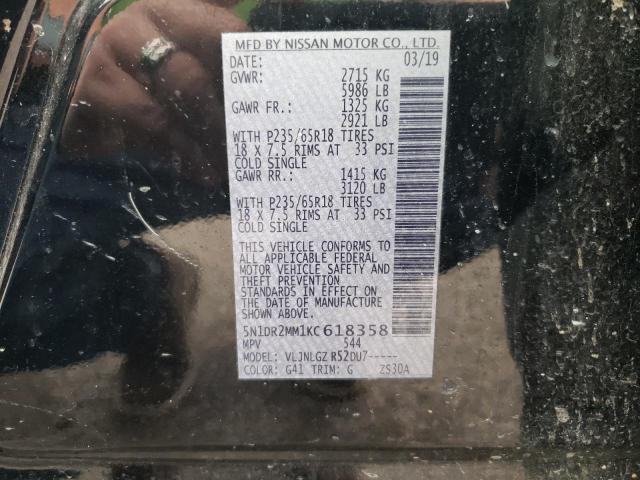 MFD BY NISSAN MOTOR CO., LTD.
DATE: 03/19
GVWR: 2715 KG
5986 LB
GAWR FR.: 1325 KG
2921 LB
WITH P235/65R18 TIRES
18 X 7.5 RIMS AT 33 PSI
COLD SINGLE
GAWR RR.: 1415 KG
3120 LB
WITH P235/65R18 TIRES
18 X 7.5 RIMS AT 33 PSI
COLD SINGLE
THIS VEHICLE CONFORMS TO
ALL APPLICABLE FEDERAL
MOTOR VEHICLE SAFETY AND
THEFT PREVENTION
STANDARDS IN EFFECT ON
THE DATE OF MANUFACTURE
SHOWN ABOVE.
5N1DR2MM1KC618358
MPV 544
MODEL: VLJNLGZ R52DU7-----
COLOR: G41 TRIM: G ZS30A